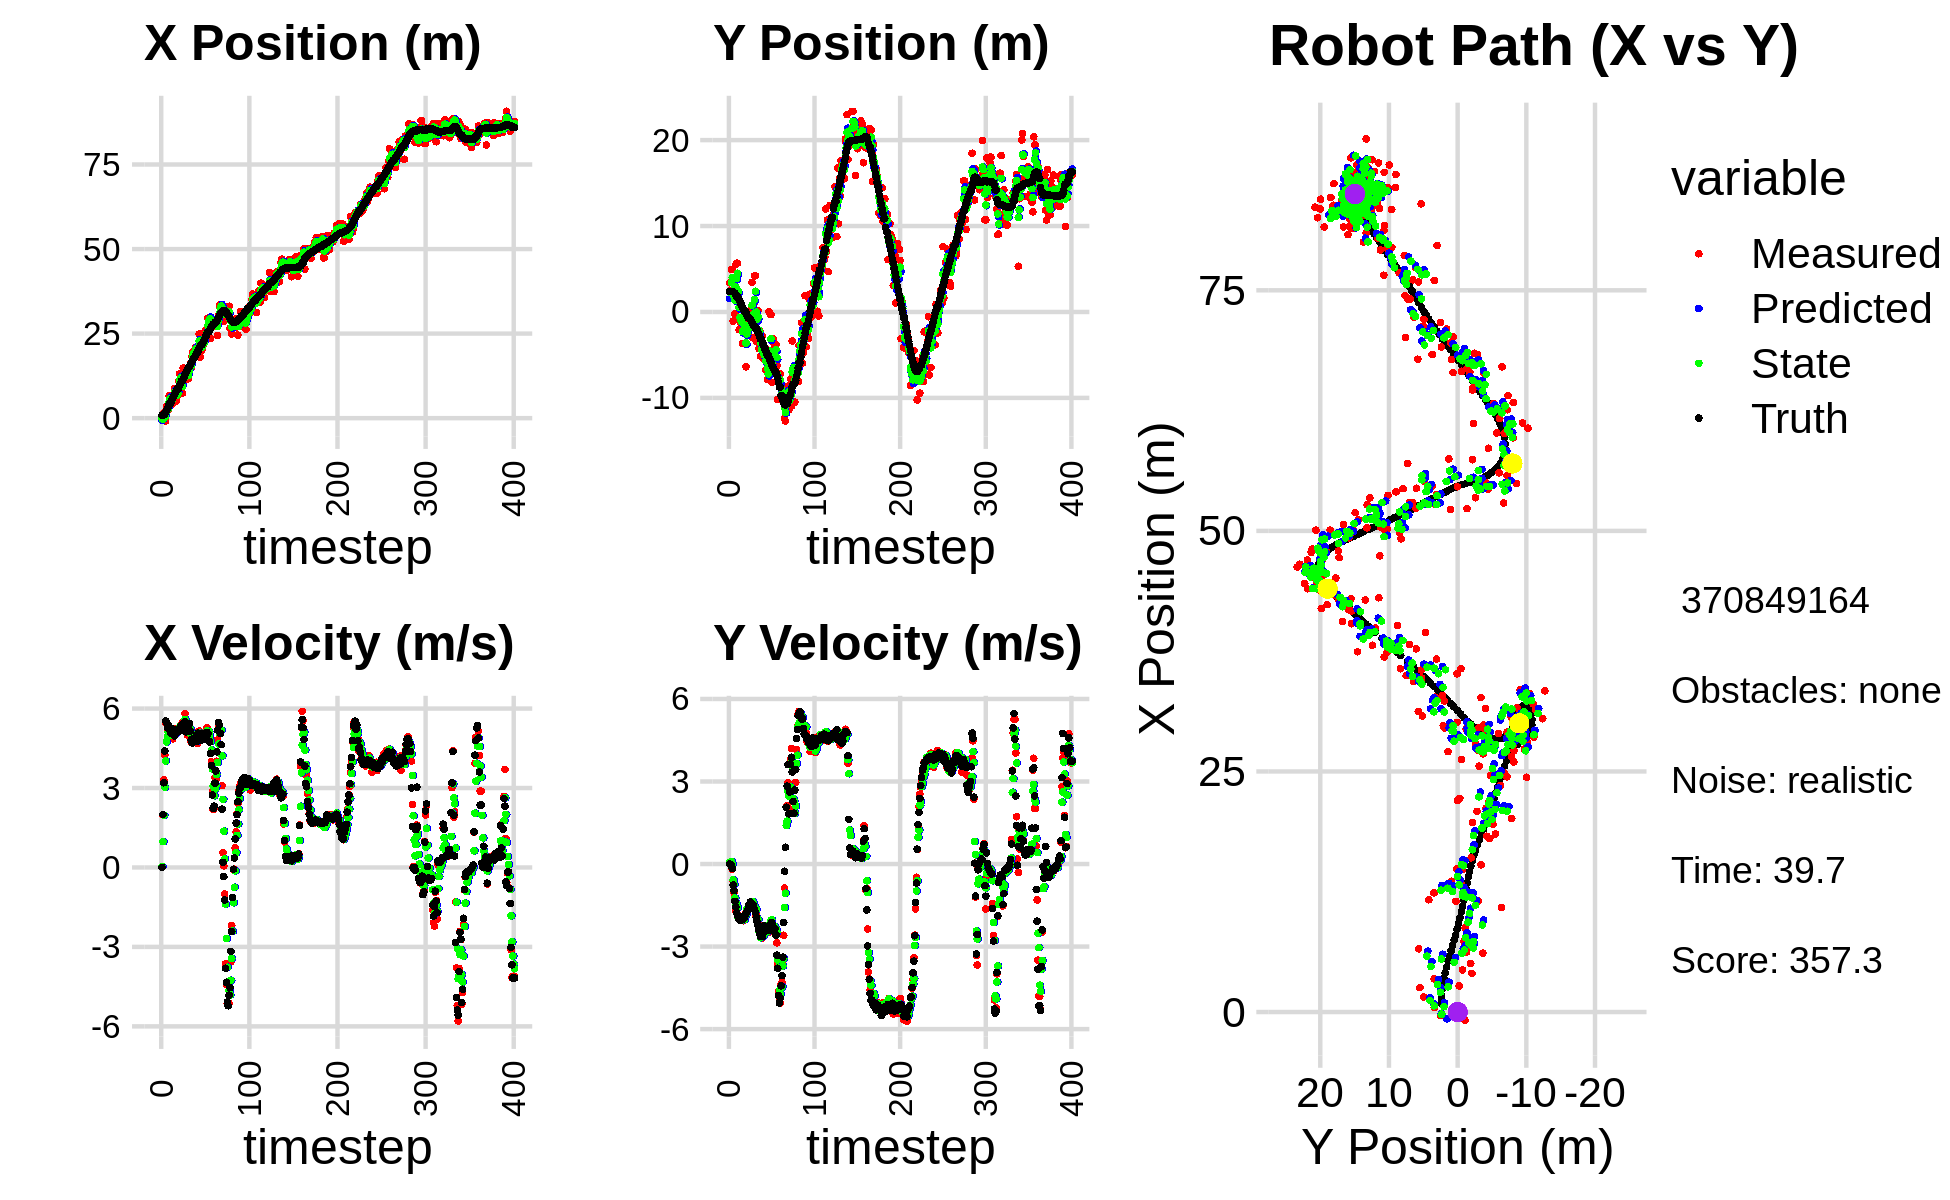 X Position (m)
75
50
25
0
0
100
200
300
400
timestep
Y Position (m)
20
10
0
-10
0
100
200
300
400
timestep
X Velocity (m/s)
6
3
0
-3
-6
0
100
200
300
400
timestep
Y Velocity (m/s)
6
3
0
-3
-6
0
100
200
300
400
timestep
Robot Path (X vs Y)
X Position (m)
75
50
25
0
20 10 0 -10 -20
Y Position (m)
variable
Measured
Predicted
State
Truth
370849164
Obstacles: none
Noise: realistic
Time: 39.7
Score: 357.3